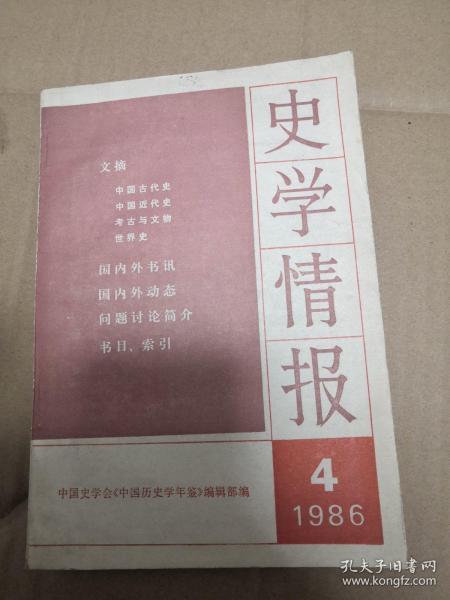 史学情报
文摘
中国古代史
中国近代史
考古与文物
世界史
国内外书讯
国内外动态
问题讨论简介
书目、索引
4
1986
中国史学会《中国历史学年鉴》编辑部编
孔夫子旧书网
www.kongfz.com